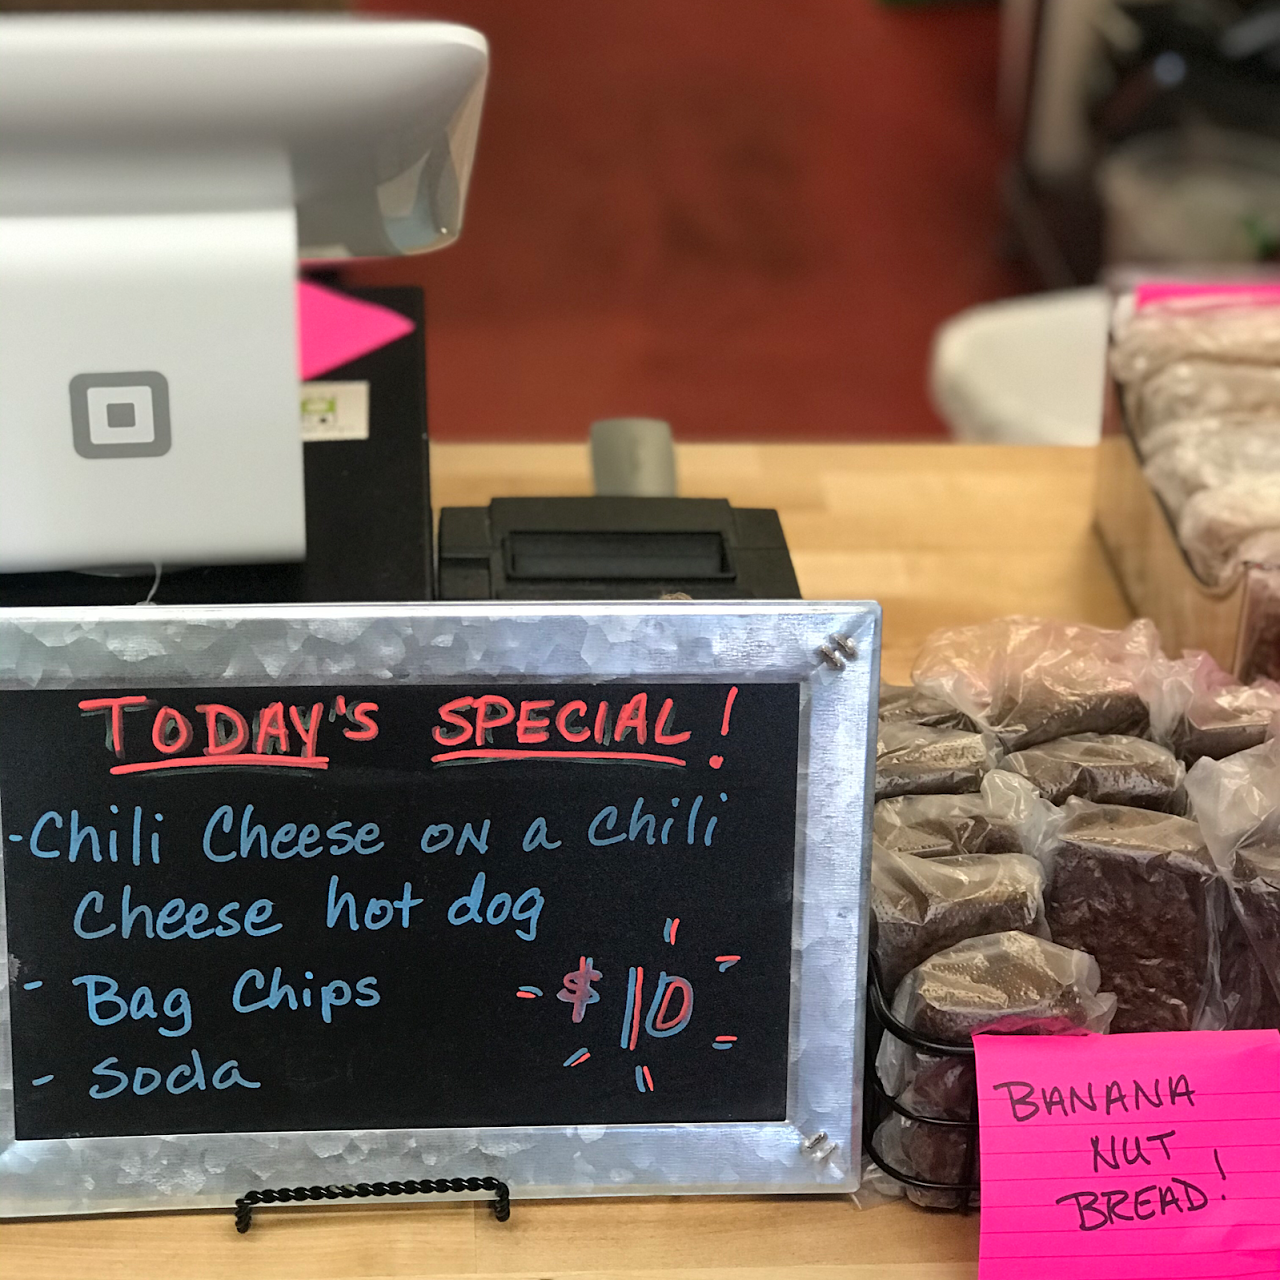 TODAY'S SPECIAL!
-Chili Cheese ON a Chili
Cheese hot dog
- Bag Chips - $10
- Soda
BANANA
NUT
BREAD!